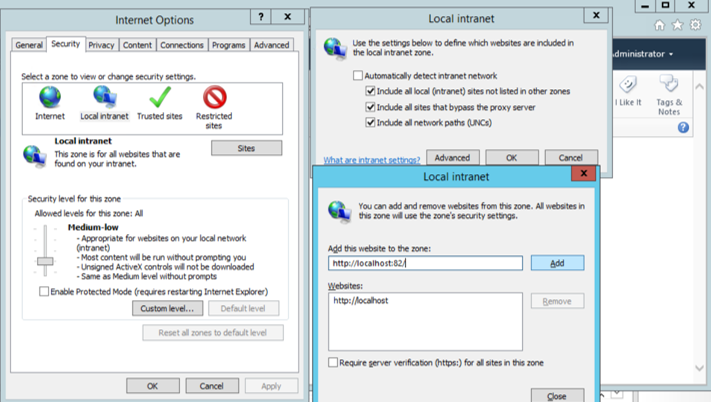 Internet Options
? X
General Security Privacy Content Connections Programs Advanced
Select a zone to view or change security settings.
Internet Local intranet Trusted sites Restricted
sites
Local intranet
This zone is for all websites that are
found on your intranet.
Sites
Security level for this zone
Allowed levels for this zone: All
Medium-low
- Appropriate for websites on your local network
(intranet)
- Most content will be run without prompting you
- Unsigned ActiveX controls will not be downloaded
- Same as Medium level without prompts
Enable Protected Mode (requires restarting Internet Explorer)
Custom level... Default level
Reset all zones to default level
OK Cancel Apply
Local intranet
X
Use the settings below to define which websites are included in
the local intranet zone.
Automatically detect intranet network
Include all local (intranet) sites not listed in other zones
Include all sites that bypass the proxy server
Include all network paths (UNCs)
What are intranet settings? Advanced OK Cancel
Local intranet
X
You can add and remove websites from this zone. All websites in
this zone will use the zone's security settings.
Add this website to the zone:
http://localhost:82/ Add
Websites:
http://localhost
Remove
Require server verification (https:) for all sites in this zone
Close
X
dministrator
I Like It Tags &
Notes
?